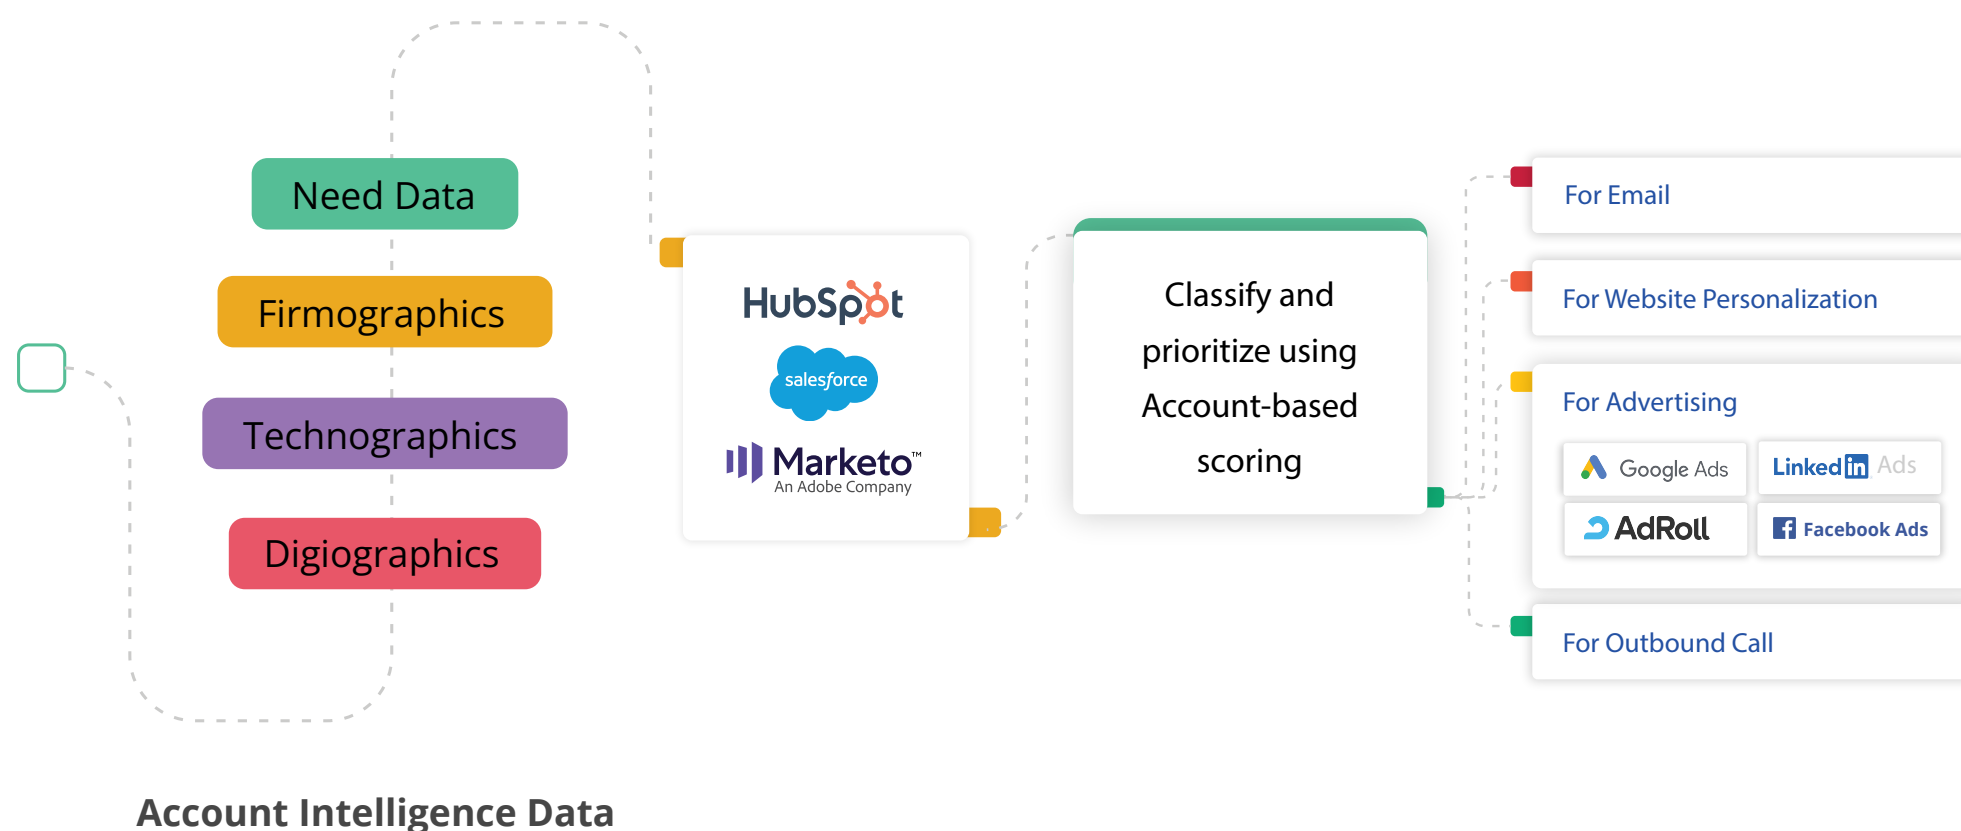 Need Data
Firmographics
Technographics
Digiographics
Account Intelligence Data
HubSpot
salesforce
Marketo™
An Adobe Company
Classify and
prioritize using
Account-based
scoring
For Email
For Website Personalization
For Advertising
Google Ads
Linkedin Ads
AdRoll
Facebook Ads
For Outbound Call